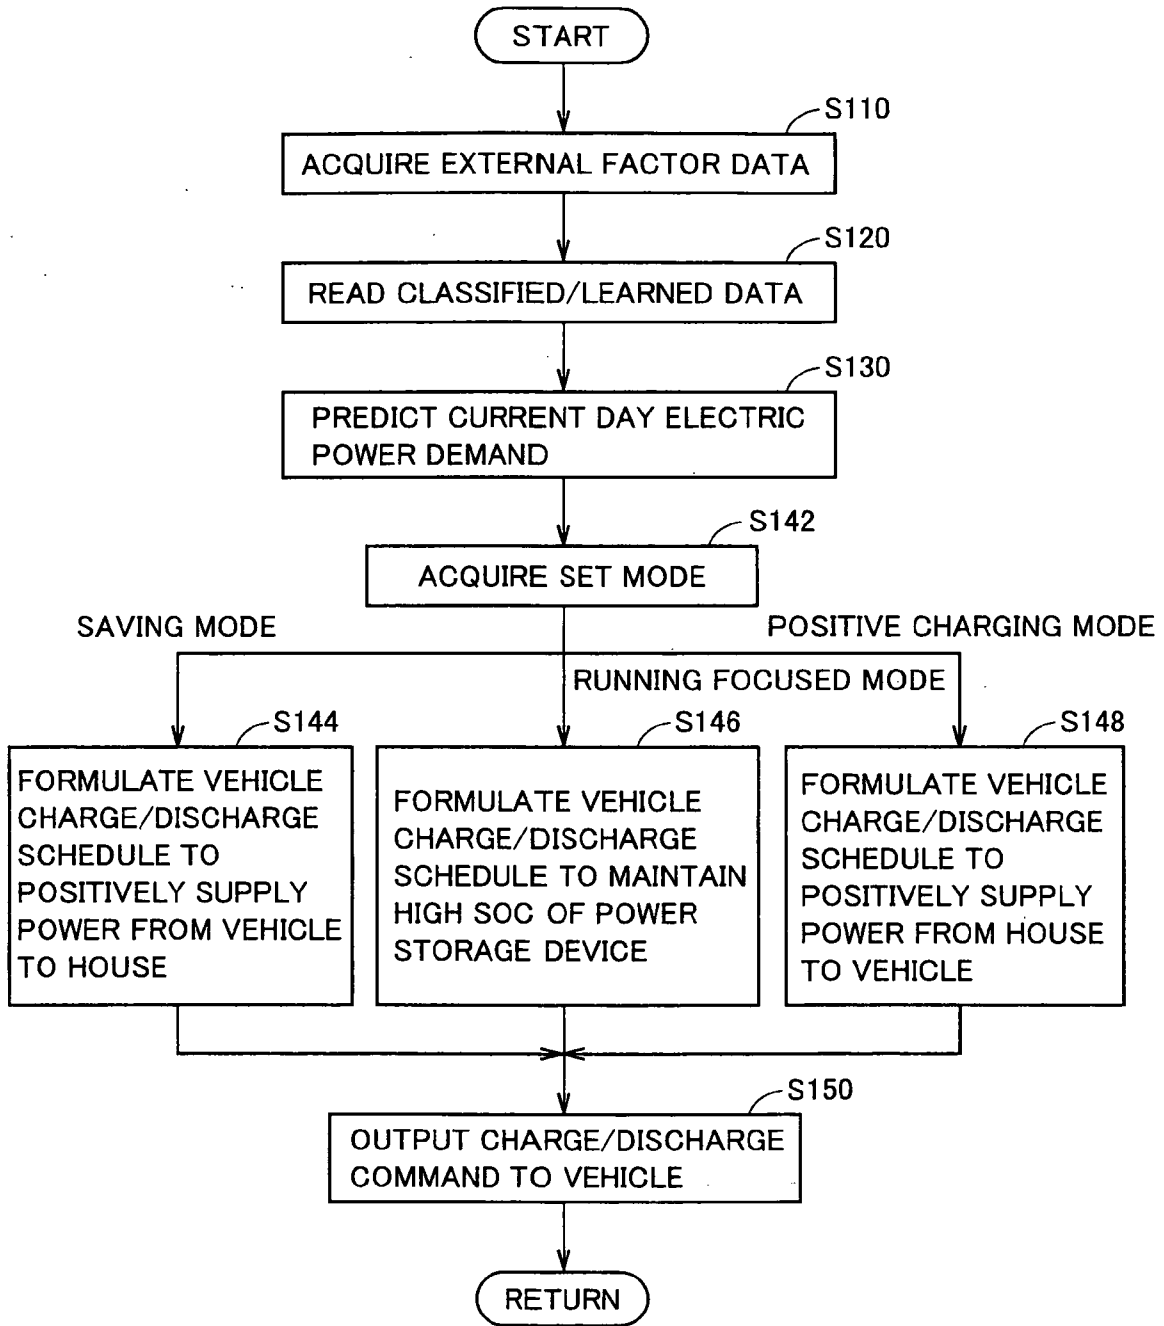 START
S110
ACQUIRE EXTERNAL FACTOR DATA
S120
READ CLASSIFIED/LEARNED DATA
S130
PREDICT CURRENT DAY ELECTRIC
POWER DEMAND
S142
ACQUIRE SET MODE
SAVING MODE
POSITIVE CHARGING MODE
RUNNING FOCUSED MODE
S144
FORMULATE VEHICLE
CHARGE/DISCHARGE
SCHEDULE TO
POSITIVELY SUPPLY
POWER FROM VEHICLE
TO HOUSE
S146
FORMULATE VEHICLE
CHARGE/DISCHARGE
SCHEDULE TO MAINTAIN
HIGH SOC OF POWER
STORAGE DEVICE
S148
FORMULATE VEHICLE
CHARGE/DISCHARGE
SCHEDULE TO
POSITIVELY SUPPLY
POWER FROM HOUSE
TO VEHICLE
S150
OUTPUT CHARGE/DISCHARGE
COMMAND TO VEHICLE
RETURN